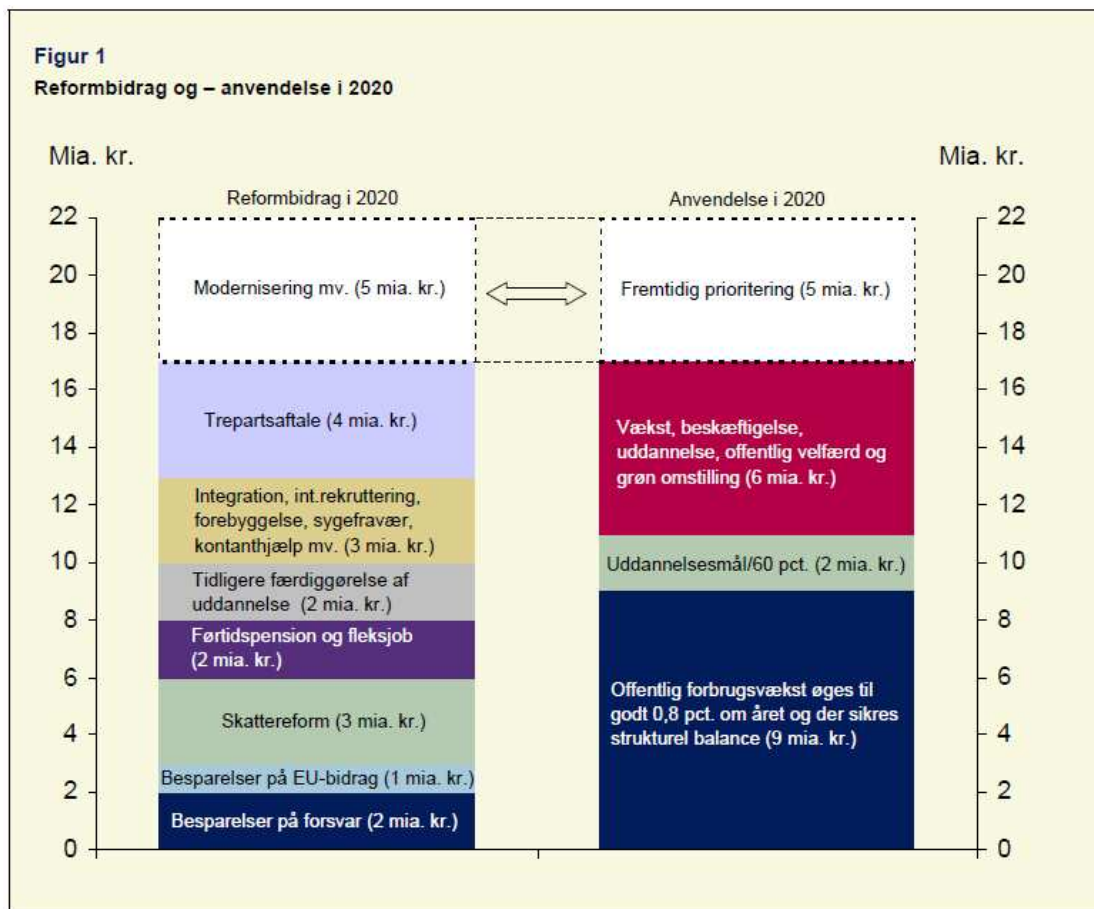 Figur 1
Reformbidrag og – anvendelse i 2020
Mia. kr.
Mia. kr.
Reformbidrag i 2020
Anvendelse i 2020
22
20
18
16
14
12
10
8
6
4
2
0
Modernisering mv. (5 mia. kr.)
Trepartsaftale (4 mia. kr.)
Integration, int.rekruttering,
forebyggelse, sygefravær,
kontanthjælp mv. (3 mia. kr.)
Tidligere færdiggørelse af
uddannelse (2 mia. kr.)
Førtidspension og fleksjob
(2 mia. kr.)
Skattereform (3 mia. kr.)
Besparelser på EU-bidrag (1 mia. kr.)
Besparelser på forsvar (2 mia. kr.)
Fremtidig prioritering (5 mia. kr.)
Vækst, beskæftigelse,
uddannelse, offentlig velfærd og
grøn omstilling (6 mia. kr.)
Uddannelsesmål/60 pct. (2 mia. kr.)
Offentlig forbrugsvækst øges til
godt 0,8 pct. om året og der sikres
strukturel balance (9 mia. kr.)
22
20
18
16
14
12
10
8
6
4
2
0